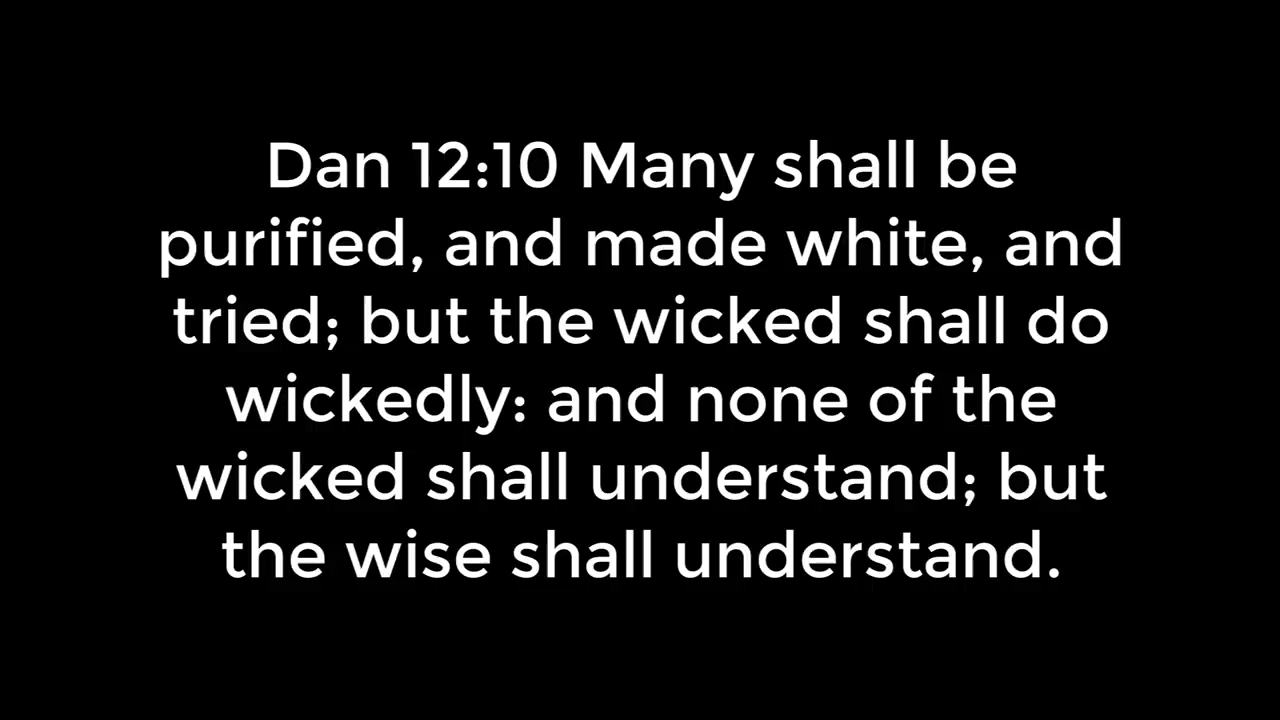 Dan 12:10 Many shall be
purified, and made white, and
tried; but the wicked shall do
wickedly: and none of the
wicked shall understand; but
the wise shall understand.